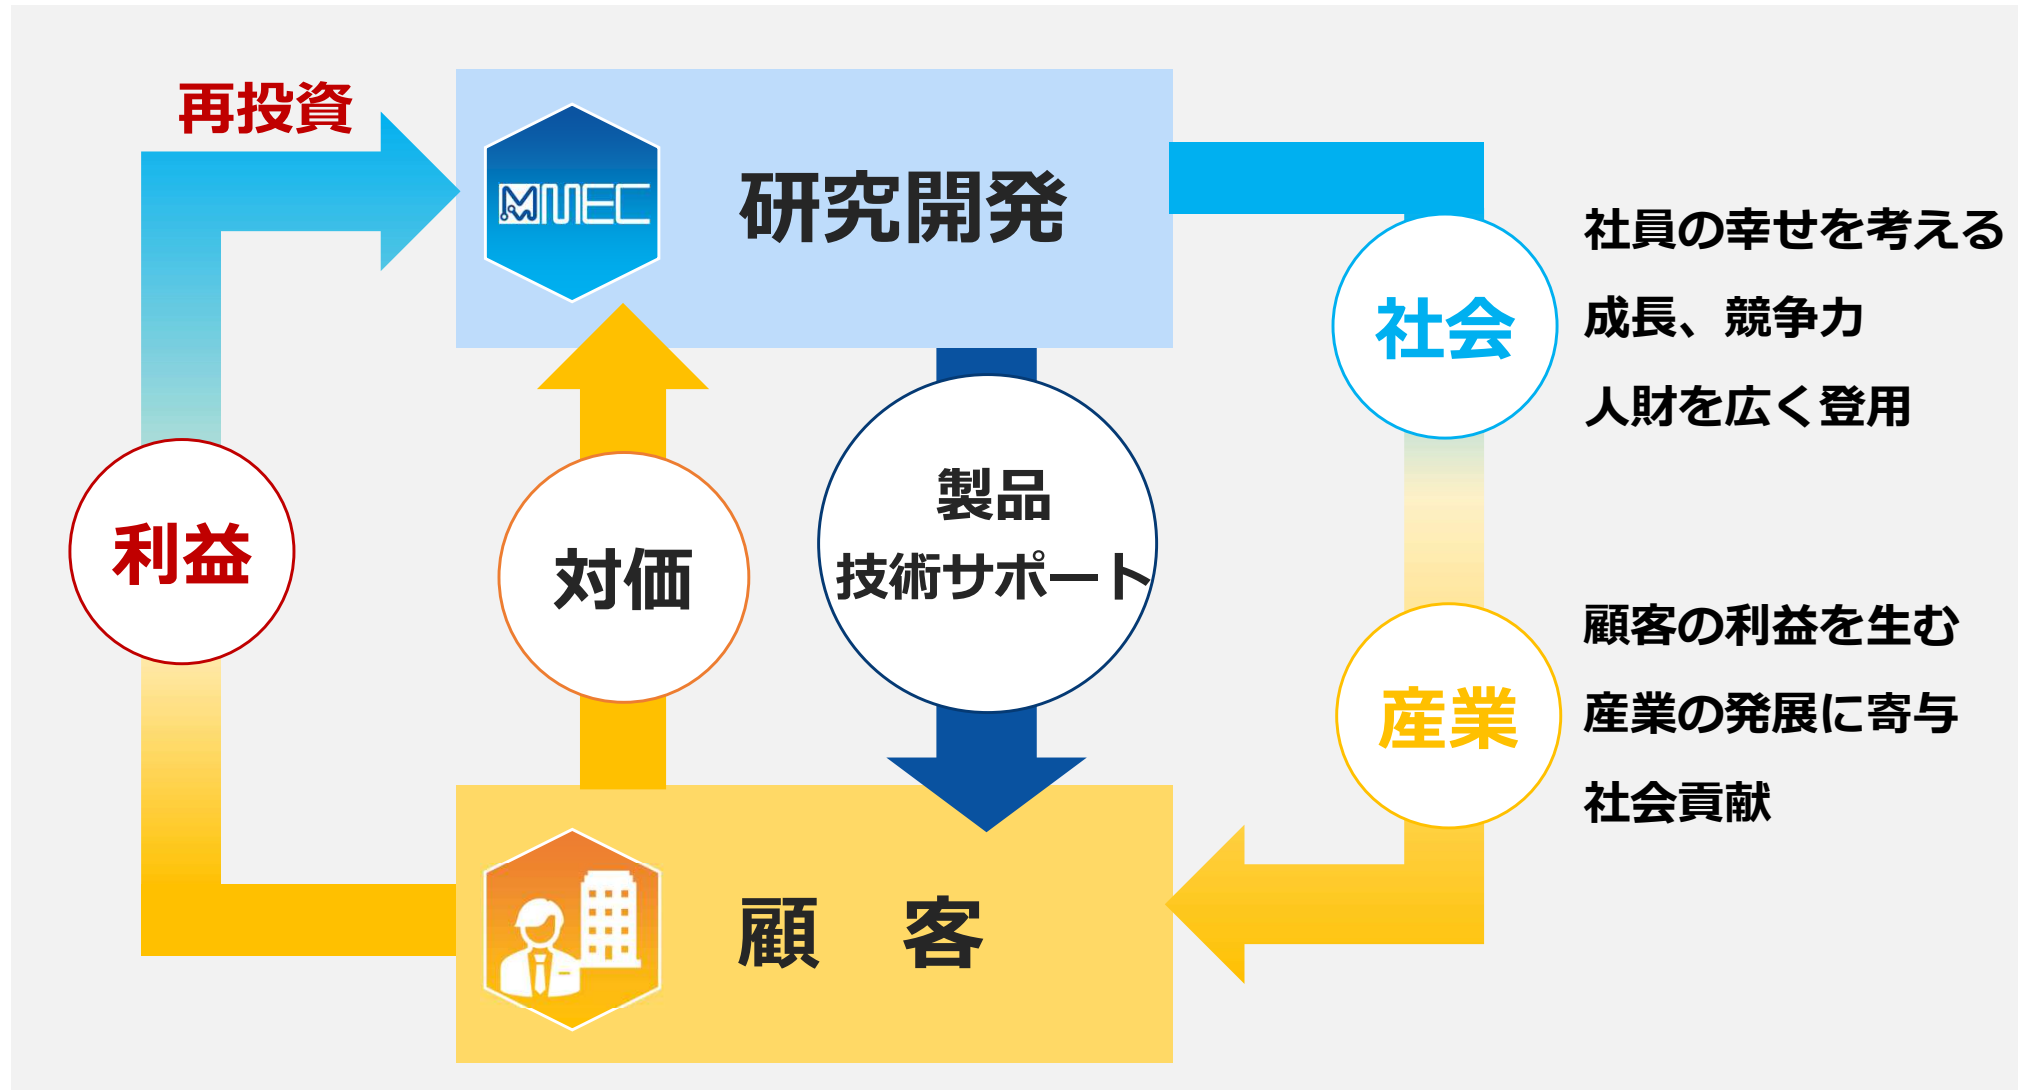 再投資
MMEC
研究開発
社会
社員の幸せを考える
成長、競争力
人財を広く登用
利益
対価
製品
技術サポート
産業
顧客の利益を生む
産業の発展に寄与
社会貢献
顧　客